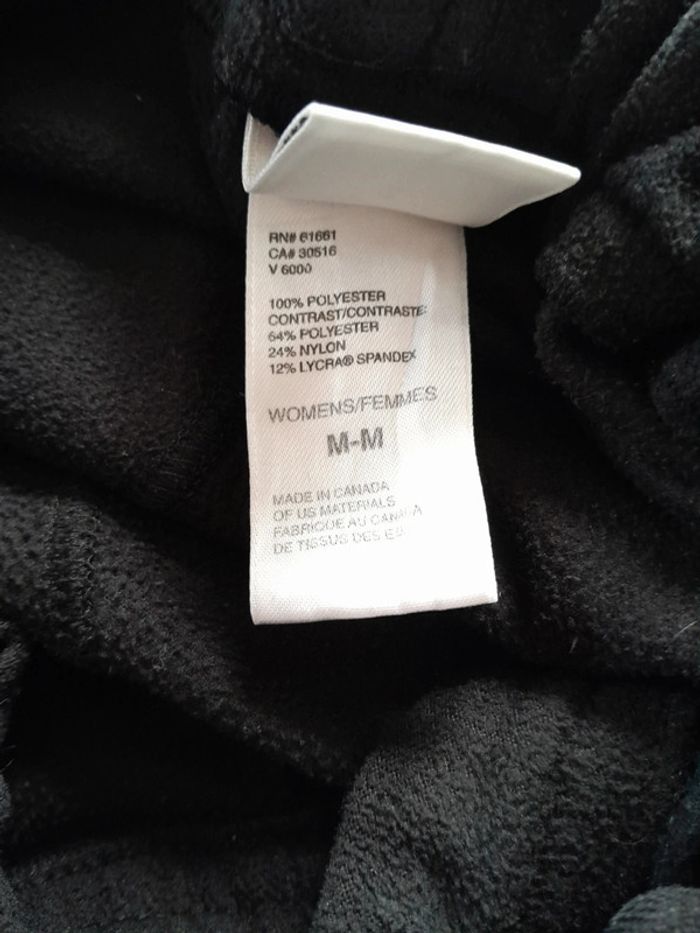 RN# 61661
CA# 30516
V 6000
100% POLYESTER
CONTRAST/CONTRASTE:
64% POLYESTER
24% NYLON
12% LYCRA® SPANDEX
WOMENS/FEMMES
M-M
MADE IN CANADA
OF US MATERIALS
FABRIQUE AU CANADA
DE TISSUS DES